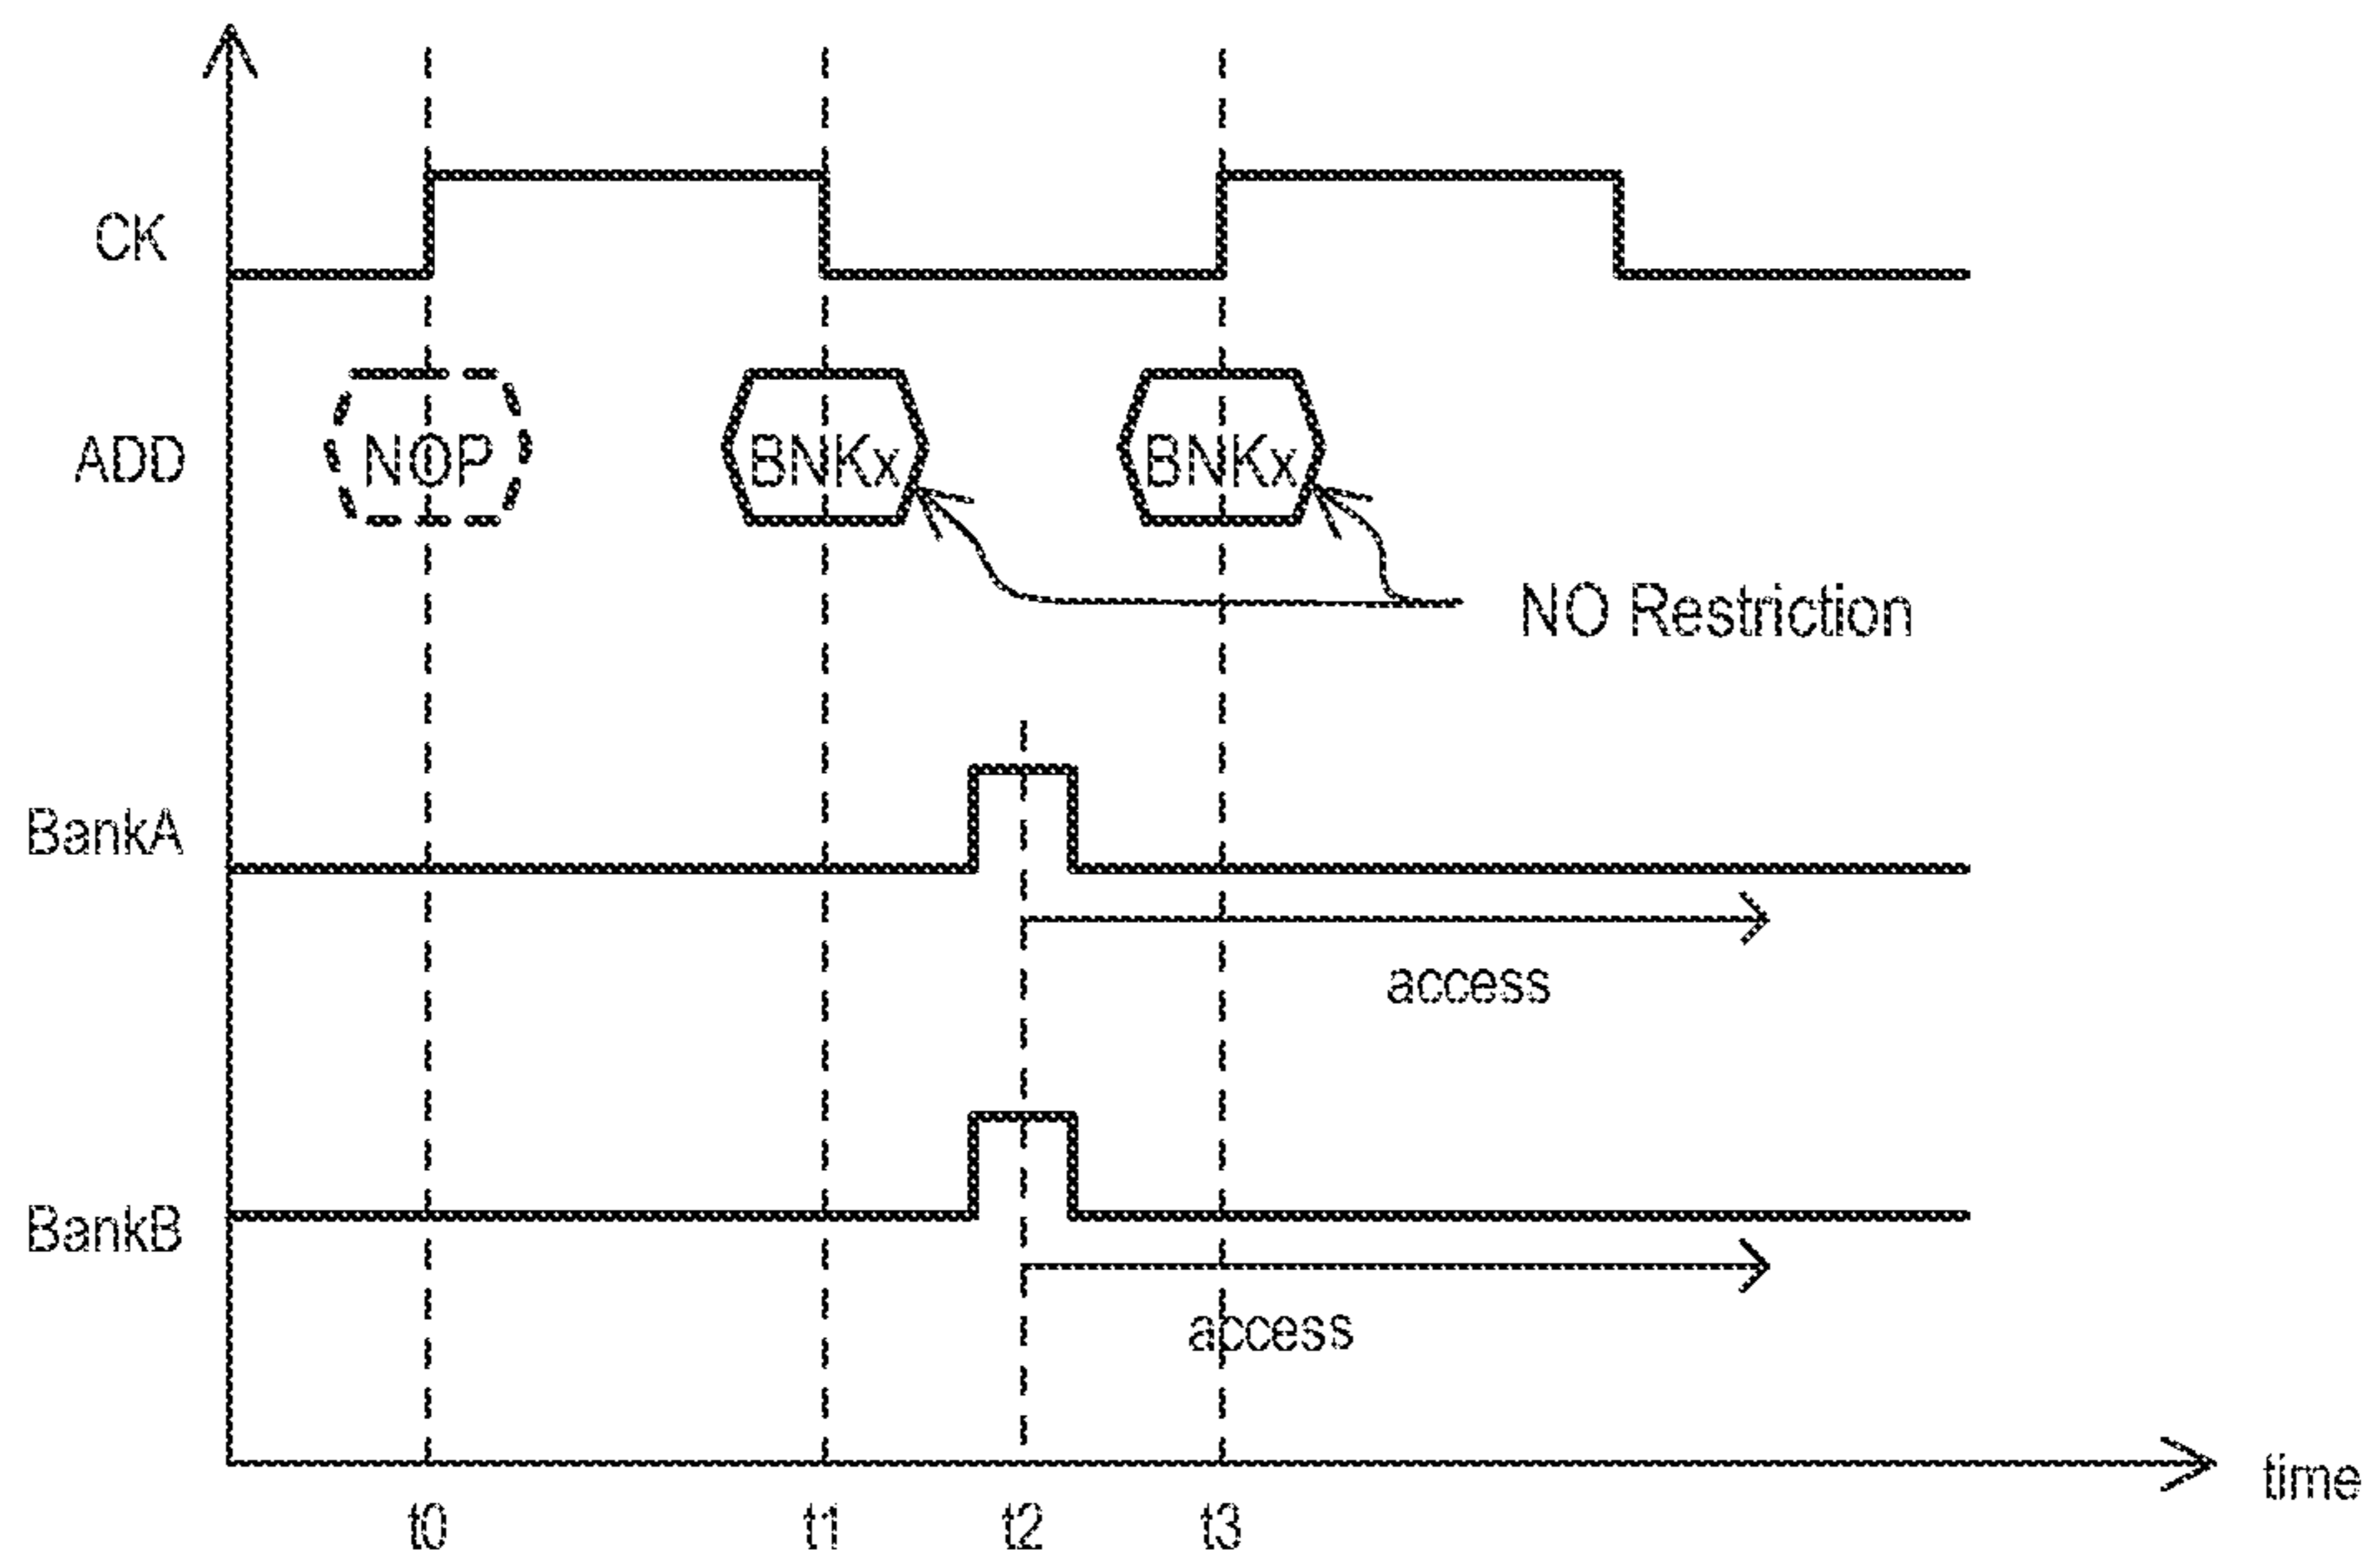 CK
ADD
NOP
BNKx
BNKx
NO Restriction
BankA
access
BankB
access
time
t0
t1
t2
t3